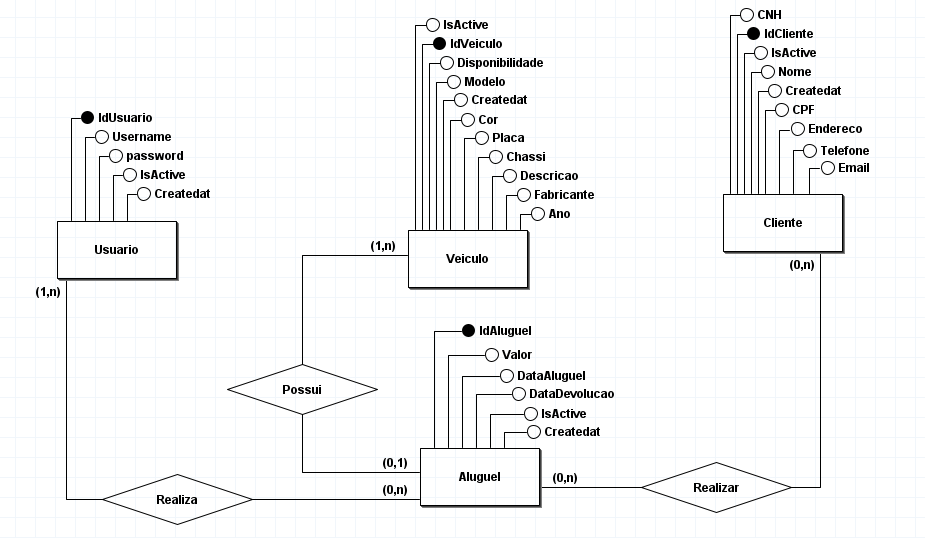 IdUsuario
Username
password
IsActive
Createdat
Usuario
(1,n)
IsActive
IdVeiculo
Disponibilidade
Modelo
Createdat
Cor
Placa
Chassi
Descricao
Fabricante
Ano
(1,n)
Veiculo
CNH
IdCliente
IsActive
Nome
Createdat
CPF
Endereco
Telefone
Email
Cliente
(0,n)
Possui
(0,1)
IdAluguel
Valor
DataAluguel
DataDevolucao
IsActive
Createdat
Aluguel
Realiza
(0,n)
(0,n)
Realizar